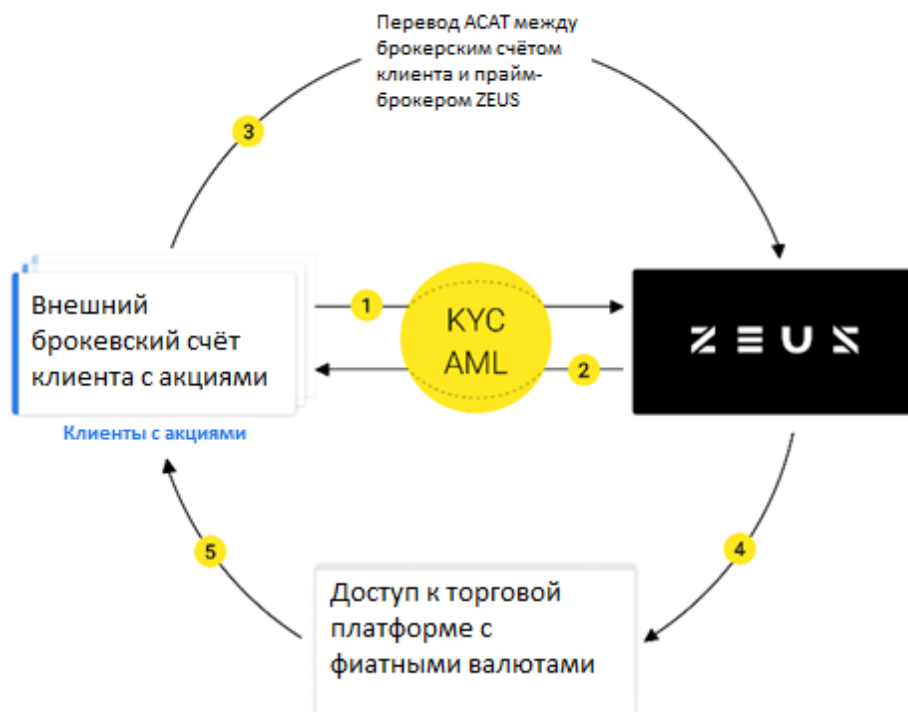 Перевод ACAT между
брокерским счётом
клиента и прайм-
брокером ZEUS
3
Внешний
брокевский счёт
клиента с акциями
1
KYC
AML
2
ZEUS
Клиенты с акциями
5
4
Доступ к торговой
платформе с
фиатными валютами